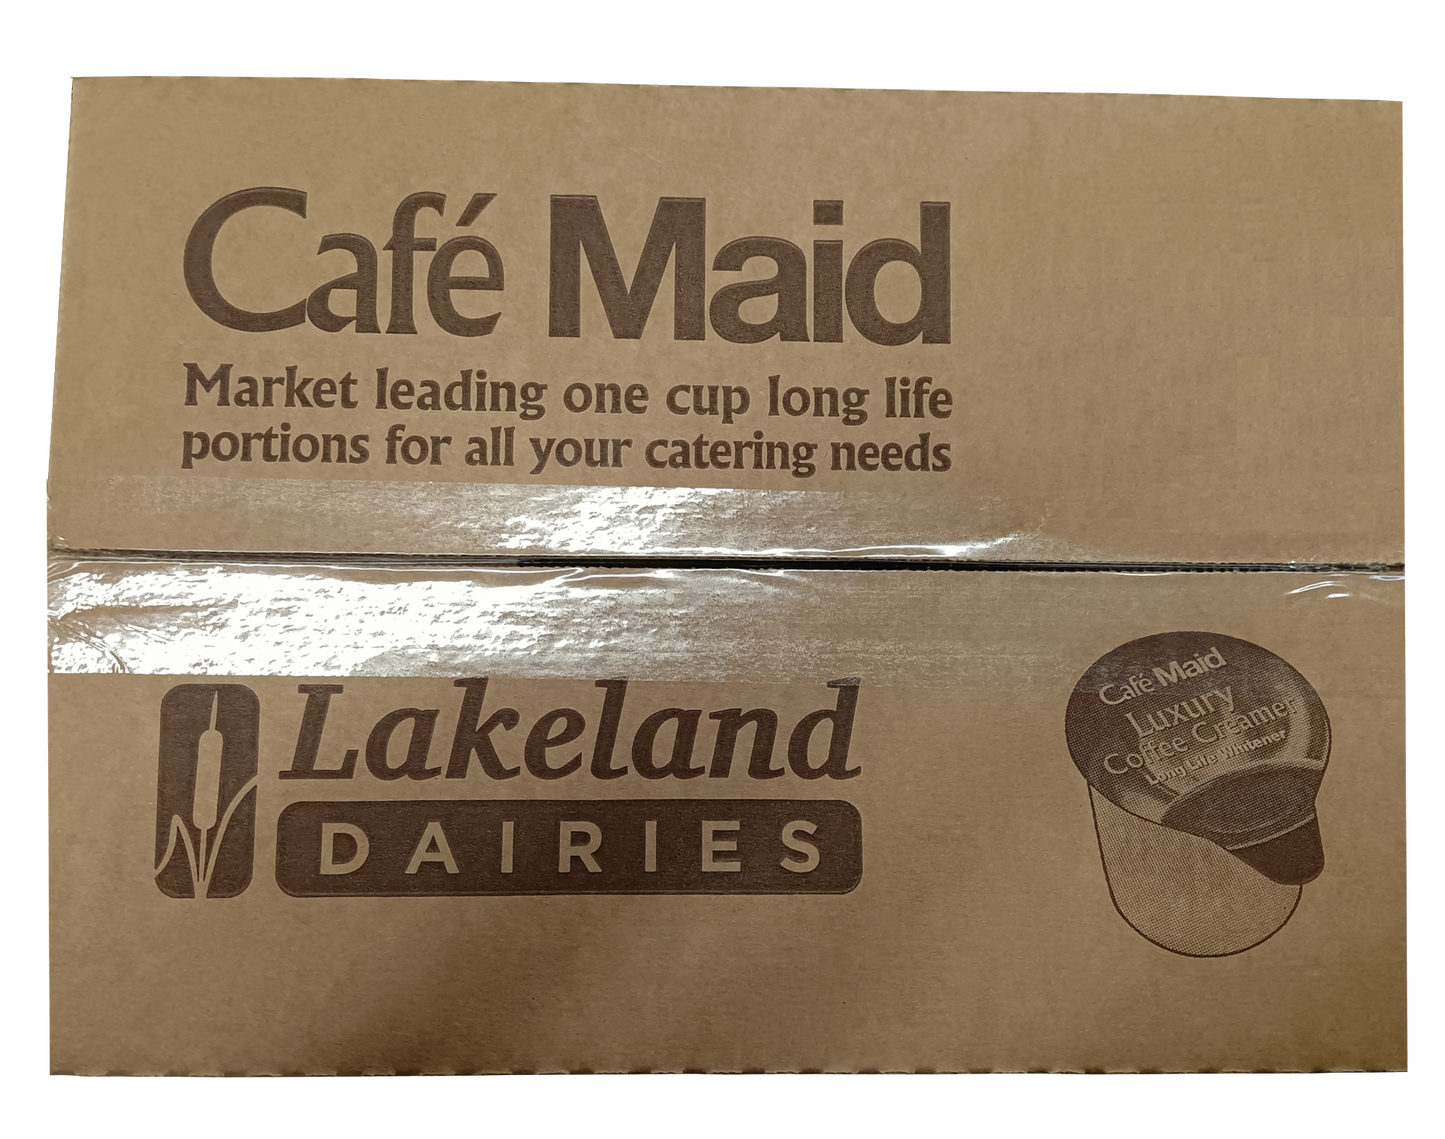 Café Maid
Market leading one cup long life
portions for all your catering needs
Lakeland
DAIRIES
Café Maid
Luxury
Coffee Creamer
Long Life Whitener